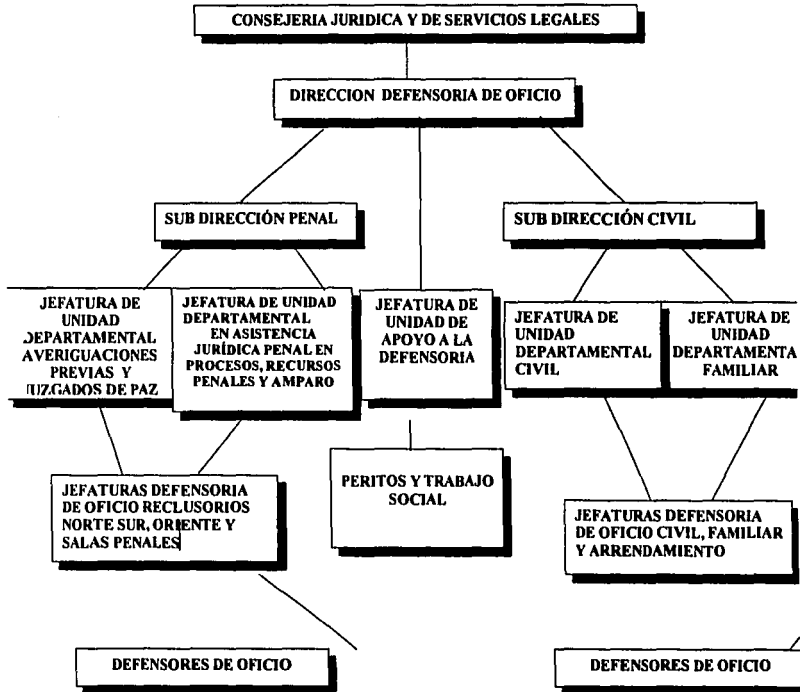 CONSEJERIA JURIDICA Y DE SERVICIOS LEGALES
DIRECCION DEFENSORIA DE OFICIO
SUB DIRECCIÓN PENAL
SUB DIRECCIÓN CIVIL
JEFATURA DE
UNIDAD
DEPARTAMENTAL
AVERIGUACIONES
PREVIAS Y
JUZGADOS DE PAZ
JEFATURA DE UNIDAD
DEPARTAMENTAL
EN ASISTENCIA
JURÍDICA PENAL EN
PROCESOS, RECURSOS
PENALES Y AMPARO
JEFATURA DE
UNIDAD DE
APOYO A LA
DEFENSORIA
JEFATURA DE
UNIDAD
DEPARTAMENTAL
CIVIL
JEFATURA DE
UNIDAD
DEPARTAMENTA
FAMILIAR
JEFATURAS DEFENSORIA
DE OFICIO RECLUSORIOS
NORTE SUR, ORIENTE Y
SALAS PENALES
PERITOS Y TRABAJO
SOCIAL
JEFATURAS DEFENSORIA
DE OFICIO CIVIL, FAMILIAR
Y ARRENDAMIENTO
DEFENSORES DE OFICIO
DEFENSORES DE OFICIO